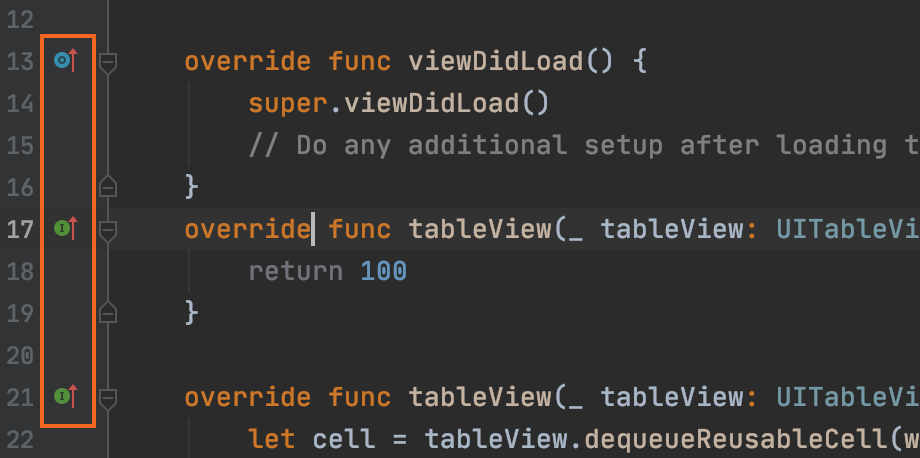 12
13 override func viewDidLoad() {
14 super.viewDidLoad()
15 // Do any additional setup after loading t
16 }
17 override func tableView(_ tableView: UITableVi
18 return 100
19 }
20
21 override func tableView(_ tableView: UITableVi
22 let cell = tableView.dequeueReusableCell(w